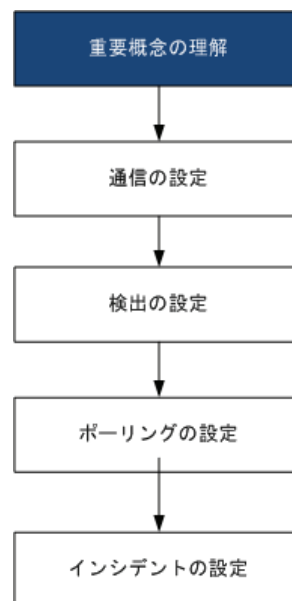 重要概念の理解
通信の設定
検出の設定
ポーリングの設定
インシデントの設定